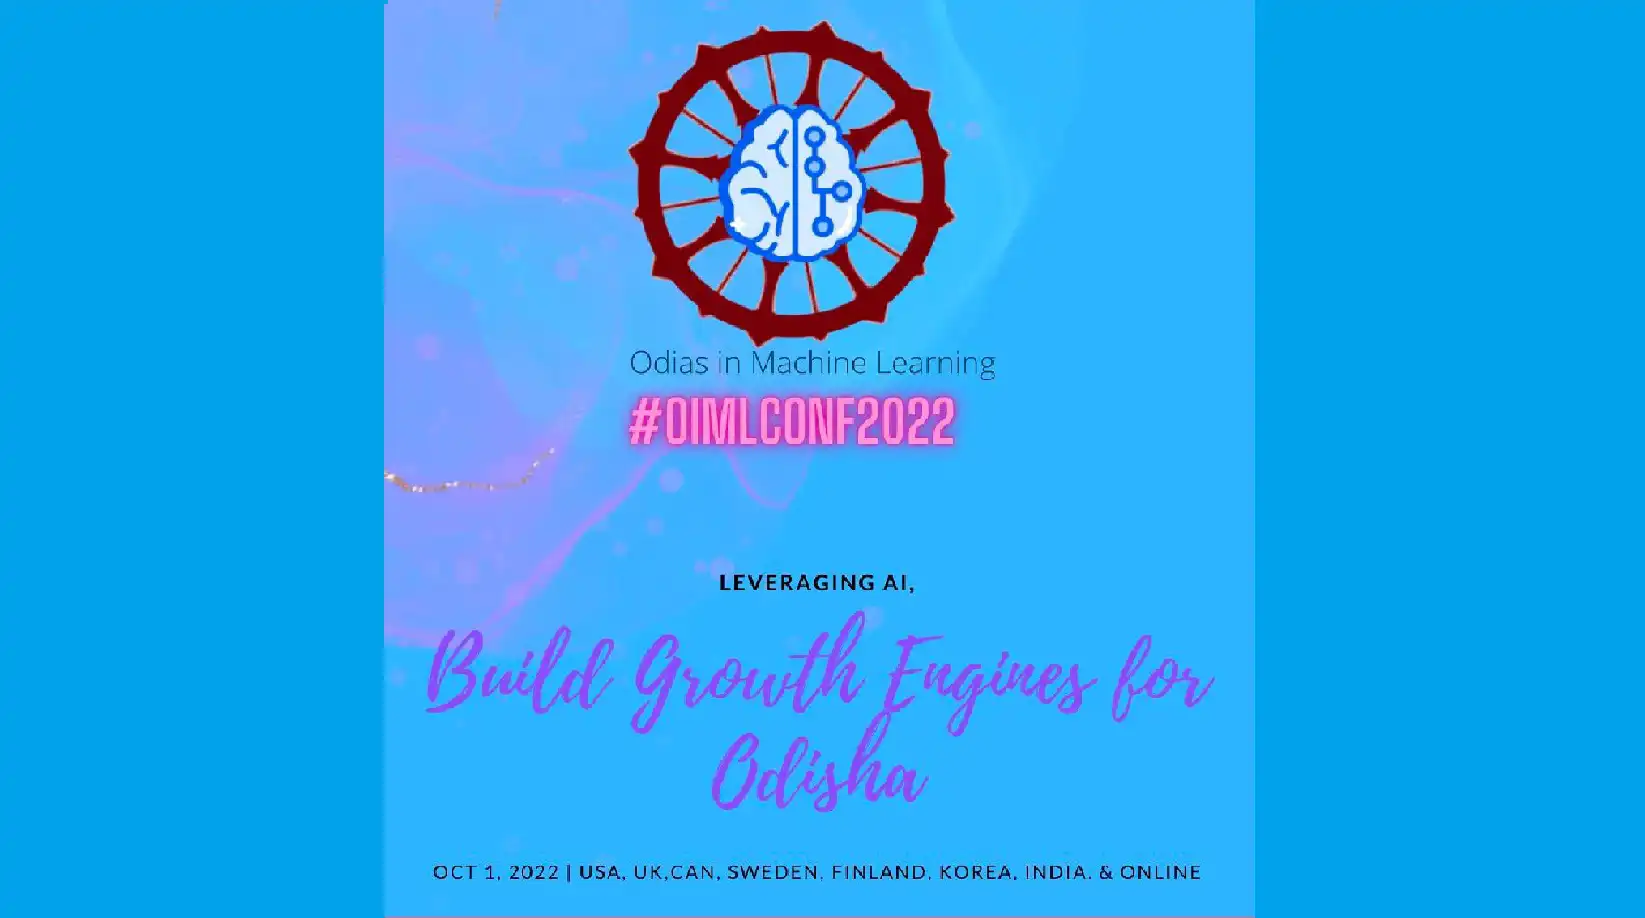 Odias in Machine Learning
#OIMLCONF2022
LEVERAGING AI,
Build Growth Engines for
Odisha
OCT 1, 2022 | USA, UK,CAN, SWEDEN, FINLAND, KOREA, INDIA. & ONLINE